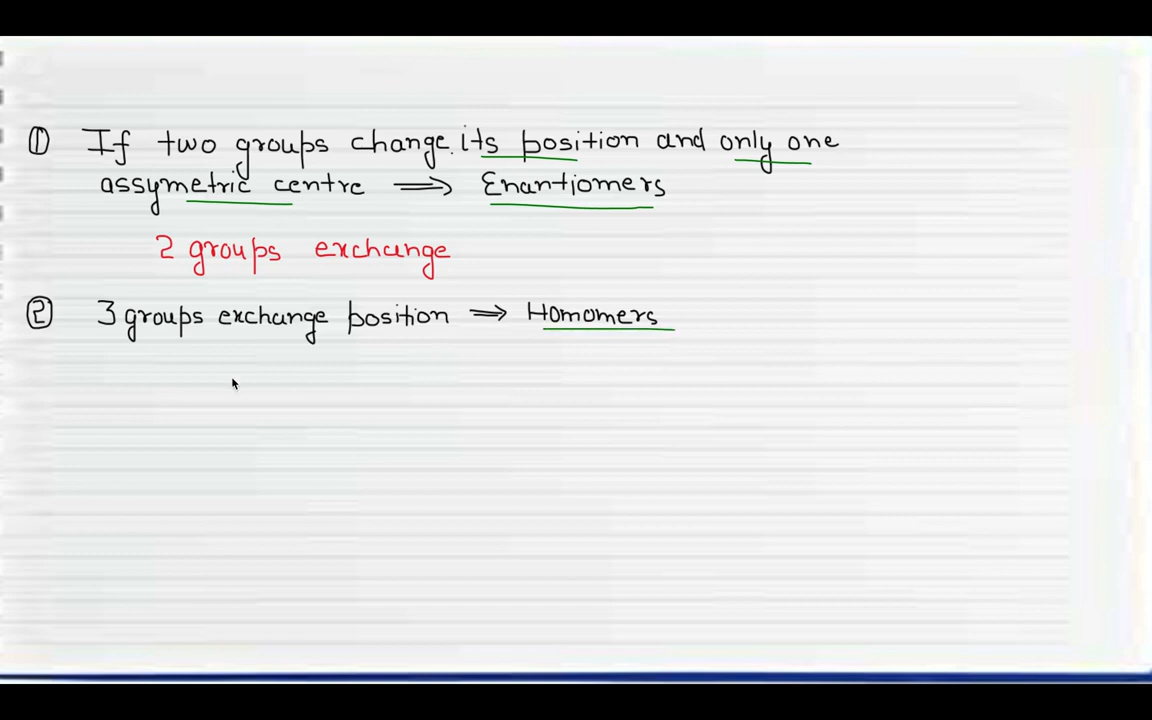 ① If two groups change its position and only one
assymetric centre ⟹ Enantiomers
2 groups exchange
② 3 groups exchange position ⟹ Homomers